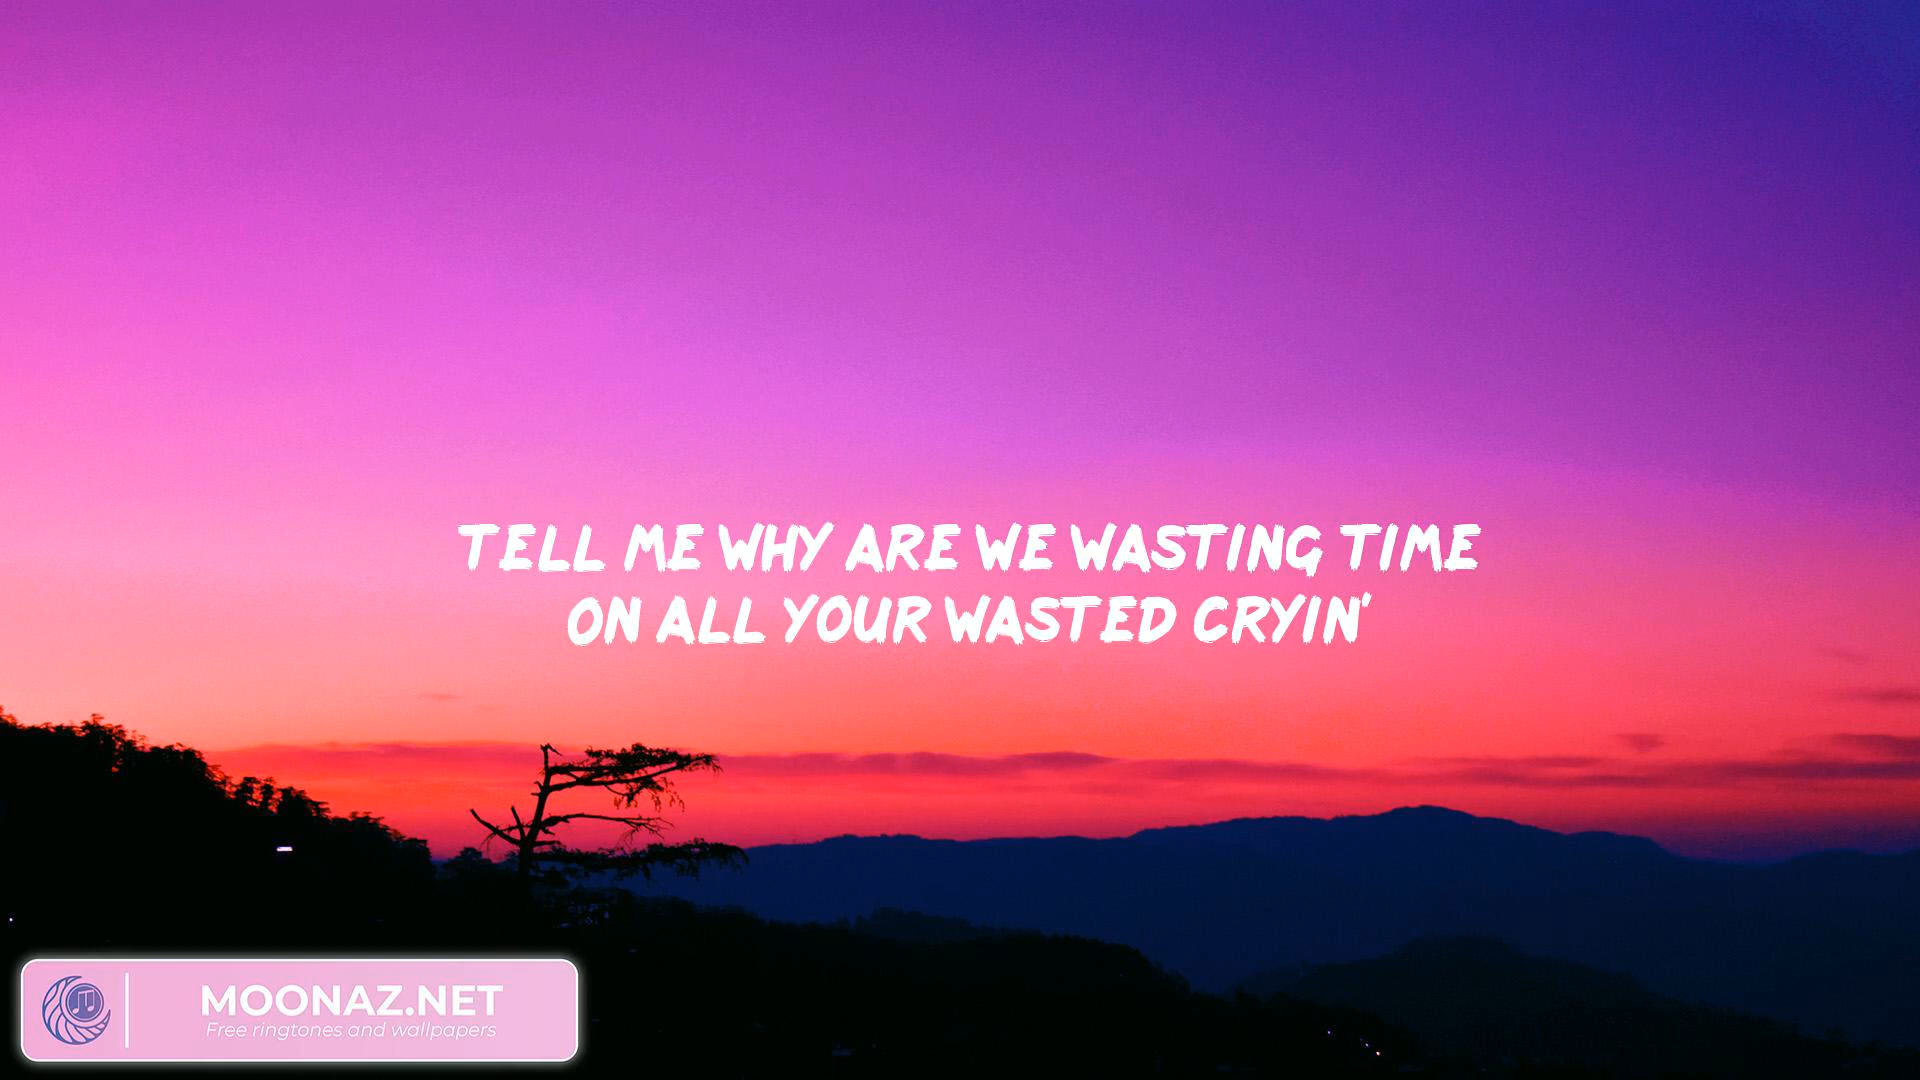 TELL ME WHY ARE WE WASTING TIME
ON ALL YOUR WASTED CRYIN'
MOONAZ.NET
Free ringtones and wallpapers